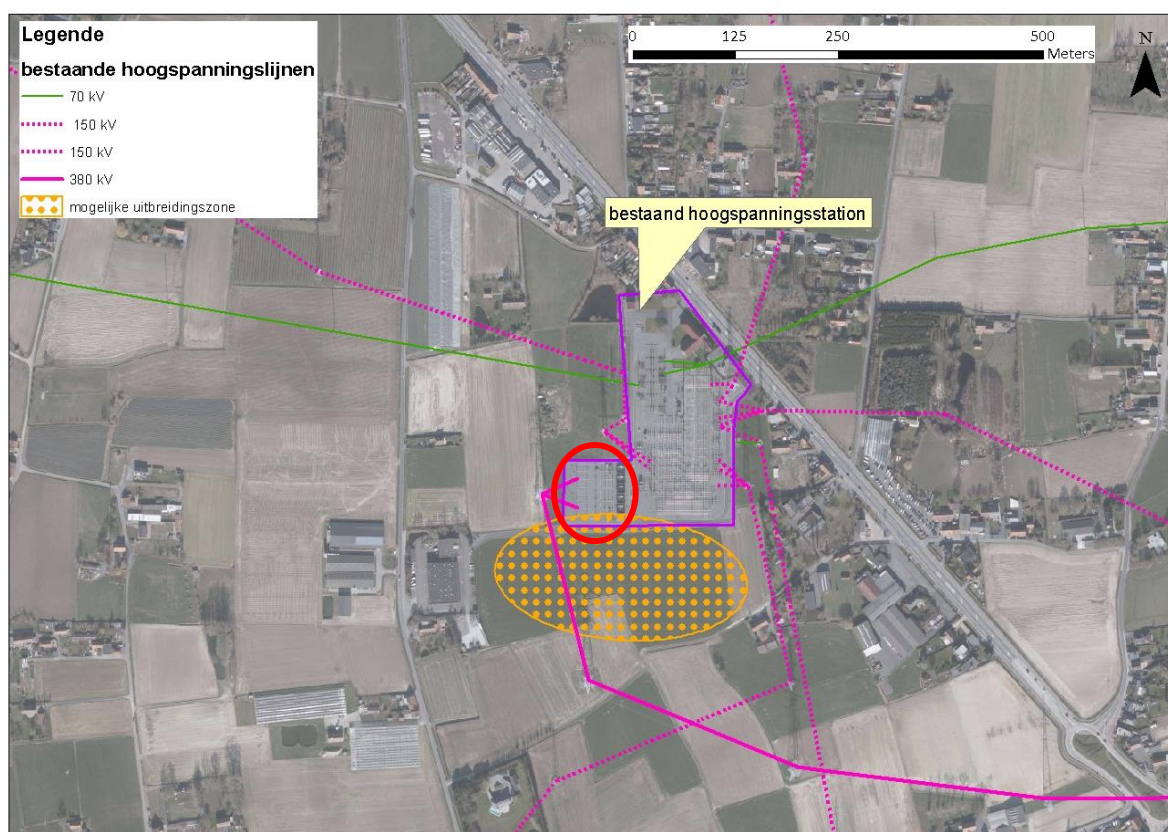 Legende
bestaande hoogspanningslijnen
70 kV
150 kV
150 kV
380 kV
mogelijke uitbreidingszone
0 125 250 500
Meters
N
bestaand hoogspanningsstation